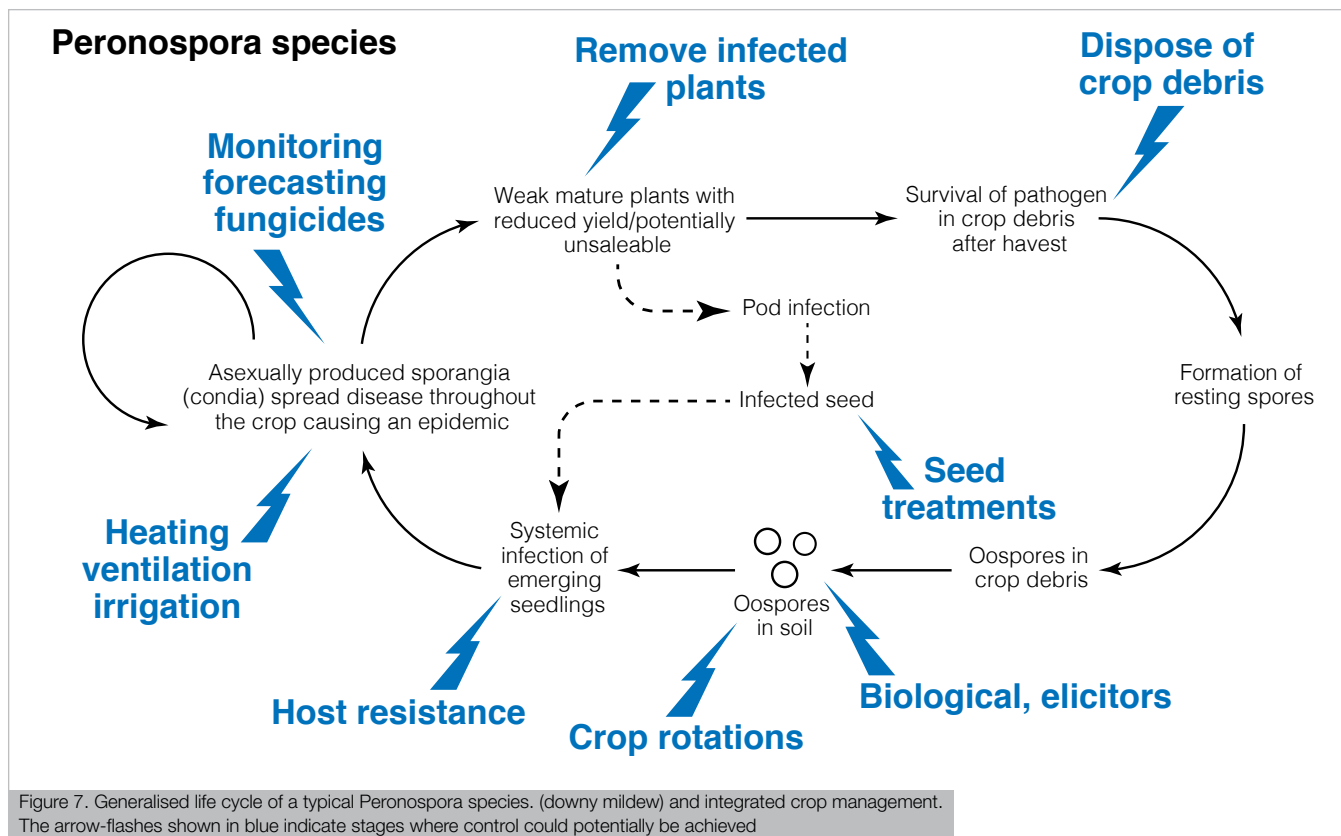 Peronospora species
Remove infected
plants
Dispose of
crop debris
Monitoring
forecasting
fungicides
Weak mature plants with
reduced yield/potentially
unsaleable
Survival of pathogen
in crop debris
after havest
Pod infection
Asexually produced sporangia
(condia) spread disease throughout
the crop causing an epidemic
Infected seed
Formation of
resting spores
Seed
treatments
Heating
ventilation
irrigation
Systemic
infection of
emerging
seedlings
Oospores
in soil
Oospores in
crop debris
Host resistance
Crop rotations
Biological, elicitors
Figure 7. Generalised life cycle of a typical Peronospora species. (downy mildew) and integrated crop management.
The arrow-flashes shown in blue indicate stages where control could potentially be achieved